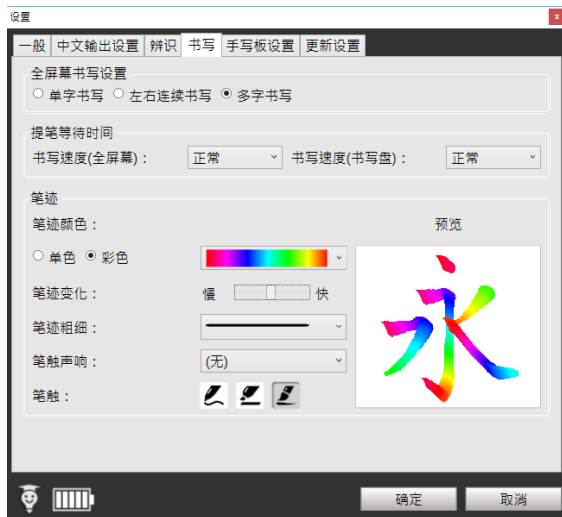 设置
一般 中文输出设置 辨识 书写 手写板设置 更新设置
全屏幕书写设置
单字书写 左右连续书写 多字书写
提笔等待时间
书写速度(全屏幕)： 正常 书写速度(书写盘)： 正常
笔迹
笔迹颜色： 预览
单色 彩色
笔迹变化： 慢 快
笔迹粗细：
笔触声响： (无)
笔触：
永
确定 取消